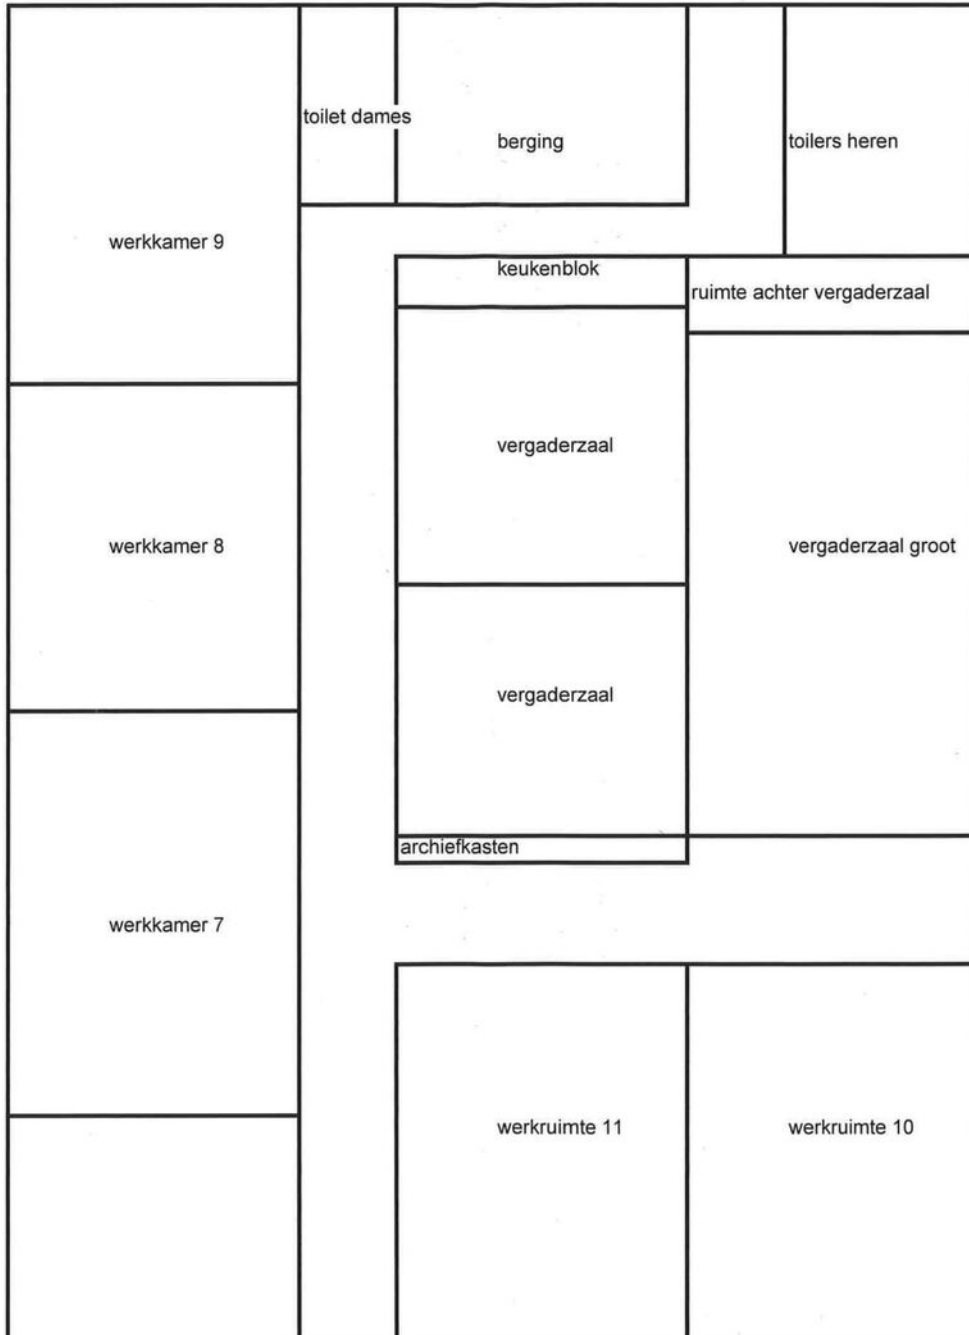 toilet dames
berging
toilers heren
werkkamer 9
keukenblok
ruimte achter vergaderzaal
vergaderzaal
werkkamer 8
vergaderzaal groot
vergaderzaal
archiefkasten
werkkamer 7
werkruimte 11
werkruimte 10